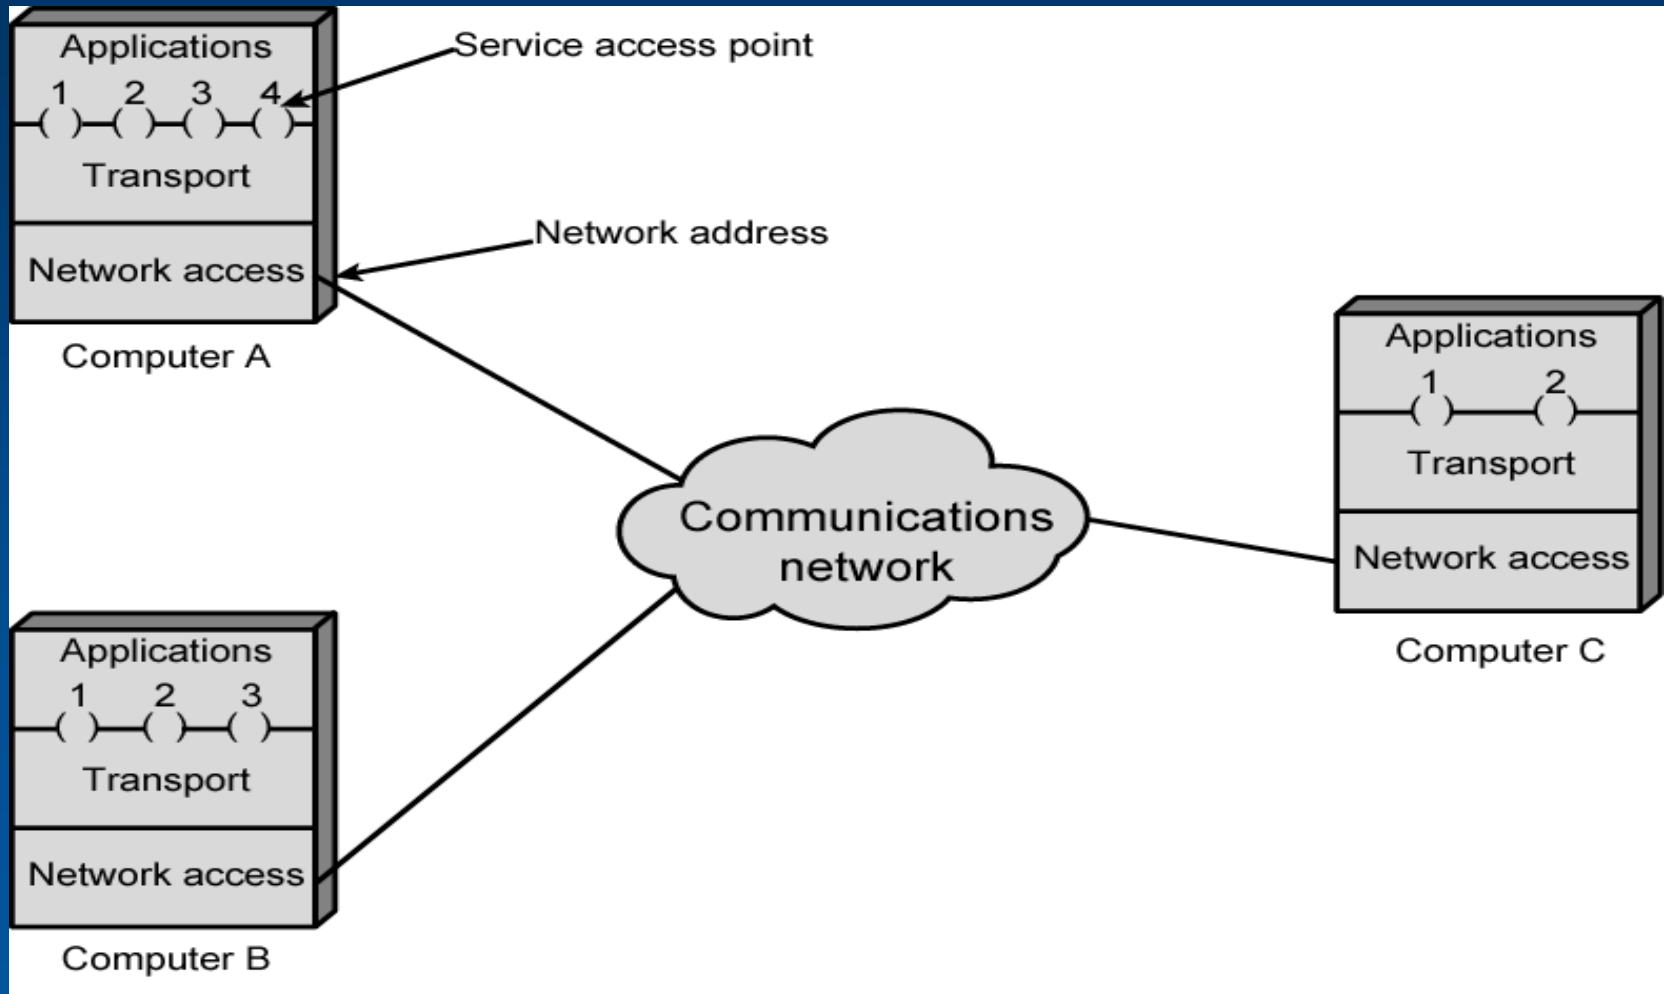 Applications
1 2 3 4
Transport
Network access
Computer A
Service access point
Network address
Communications
network
Applications
1 2
Transport
Network access
Computer C
Applications
1 2 3
Transport
Network access
Computer B